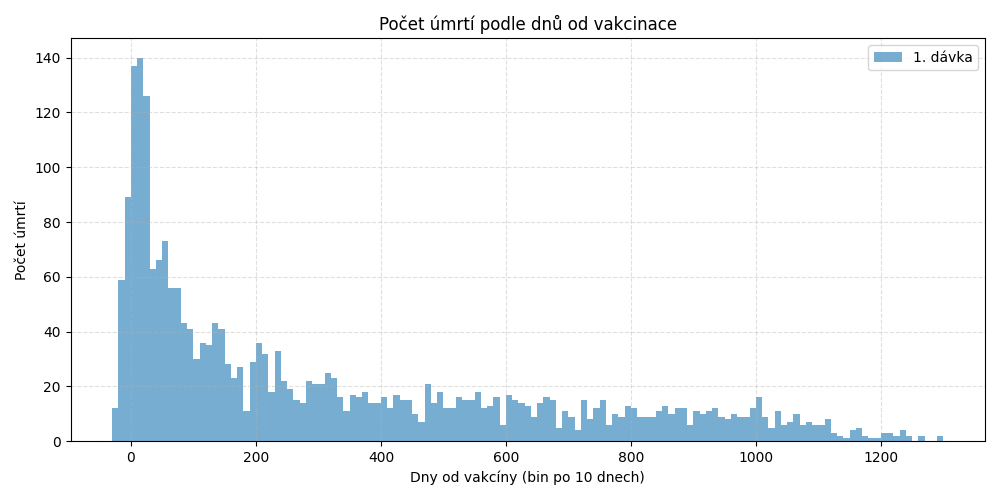 Počet úmrtí podle dnů od vakcinace
1. dávka
Počet úmrtí
140
120
100
80
60
40
20
0
0 200 400 600 800 1000 1200
Dny od vakcíny (bin po 10 dnech)